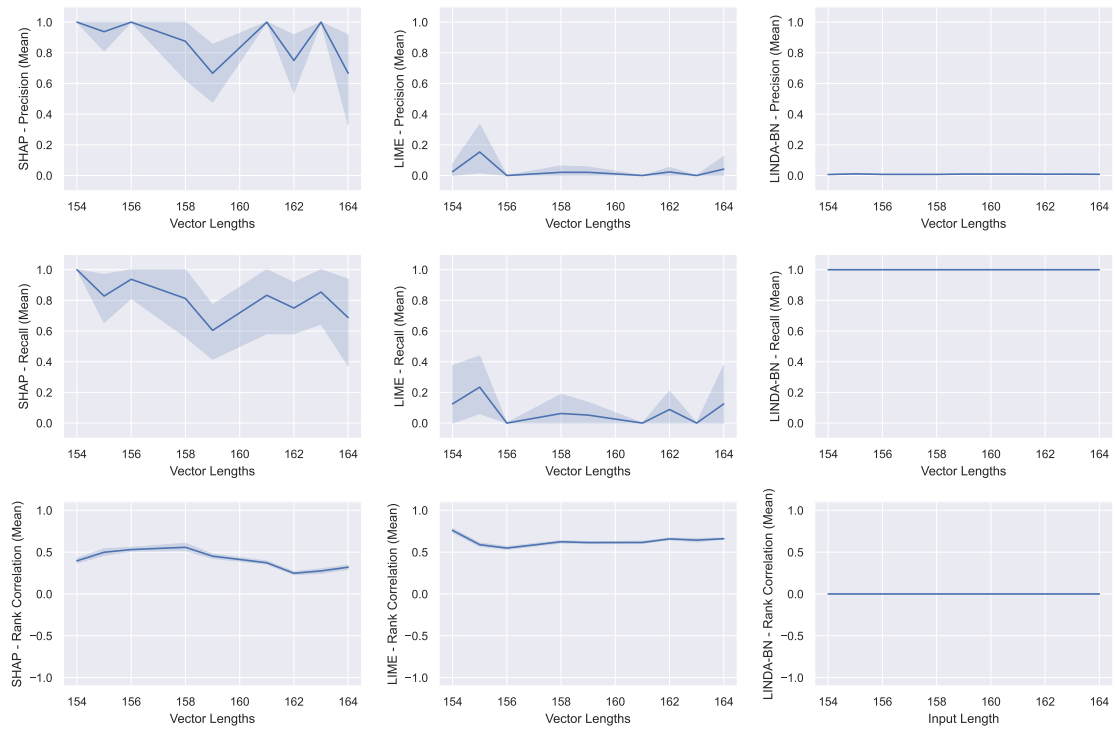 SHAP - Precision (Mean)
1.0
0.8
0.6
0.4
0.2
0.0
154 156 158 160 162 164
Vector Lengths
LIME - Precision (Mean)
1.0
0.8
0.6
0.4
0.2
0.0
154 156 158 160 162 164
Vector Lengths
LINDA-BN - Precision (Mean)
1.0
0.8
0.6
0.4
0.2
0.0
154 156 158 160 162 164
Vector Lengths
SHAP - Recall (Mean)
1.0
0.8
0.6
0.4
0.2
0.0
154 156 158 160 162 164
Vector Lengths
LIME - Recall (Mean)
1.0
0.8
0.6
0.4
0.2
0.0
154 156 158 160 162 164
Vector Lengths
LINDA-BN - Recall (Mean)
1.0
0.8
0.6
0.4
0.2
0.0
154 156 158 160 162 164
Vector Lengths
SHAP - Rank Correlation (Mean)
1.0
0.5
0.0
−0.5
−1.0
154 156 158 160 162 164
Vector Lengths
LIME - Rank Correlation (Mean)
1.0
0.5
0.0
−0.5
−1.0
154 156 158 160 162 164
Vector Lengths
LINDA-BN - Rank Correlation (Mean)
1.0
0.5
0.0
−0.5
−1.0
154 156 158 160 162 164
Input Length